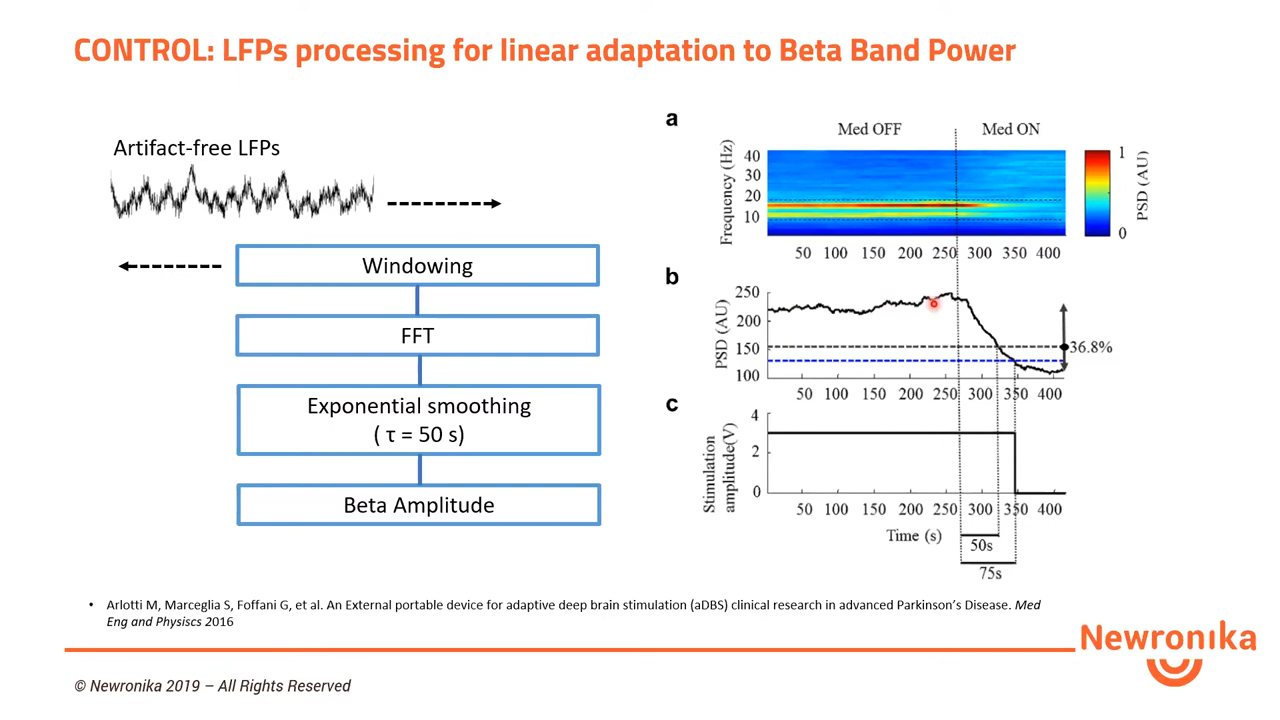 CONTROL: LFPs processing for linear adaptation to Beta Band Power
Artifact-free LFPs
Windowing
FFT
Exponential smoothing
( τ = 50 s)
Beta Amplitude
a
Med OFF
Med ON
Frequency (Hz)
40
30
20
10
50 100 150 200 250 300 350 400
1
0
PSD (AU)
b
PSD (AU)
250
200
150
100
36.8%
50 100 150 200 250 300 350 400
c
Stimulation
amplitude(V)
4
2
0
50 100 150 200 250 300 350 400
Time (s)
50s
75s
• Arlotti M, Marceglia S, Foffani G, et al. An External portable device for adaptive deep brain stimulation (aDBS) clinical research in advanced Parkinson's Disease. Med
Eng and Physiscs 2016
Newronika
© Newronika 2019 – All Rights Reserved